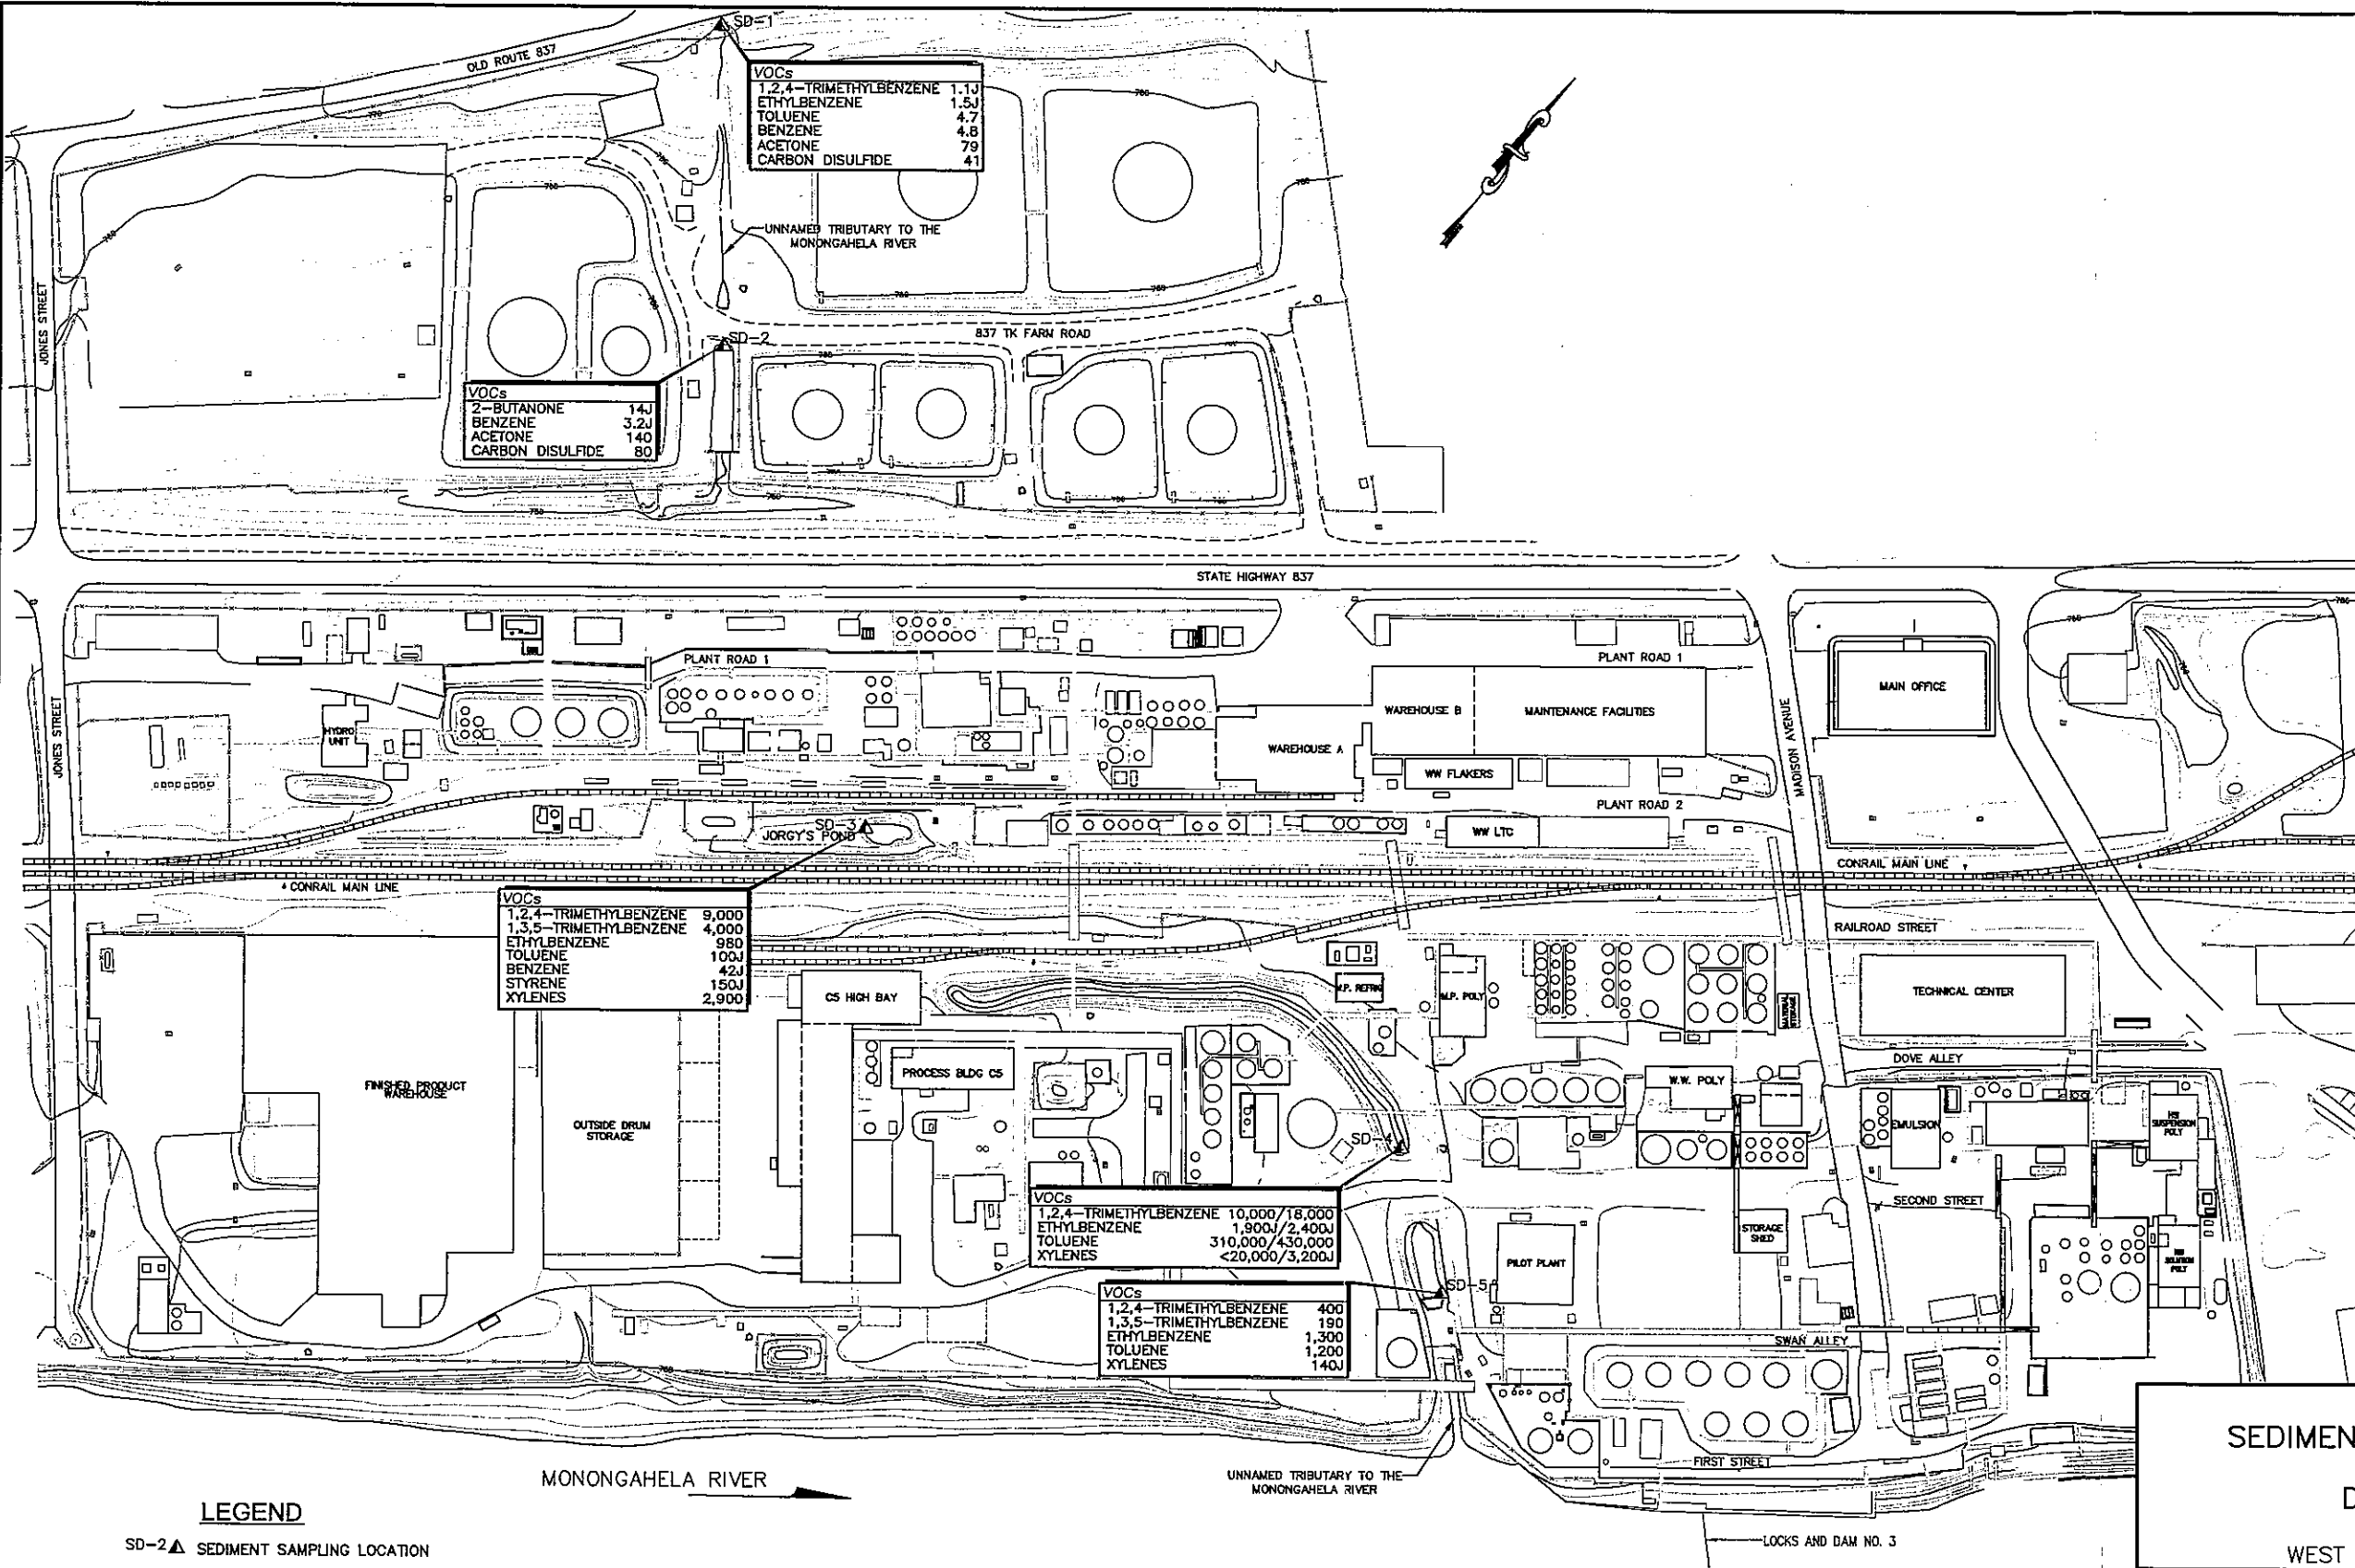 SD-1
OLD ROUTE 837
VOCs
1,2,4-TRIMETHYLBENZENE 1.1J
ETHYLBENZENE 1.5J
TOLUENE 4.7
BENZENE 4.8
ACETONE 79
CARBON DISULFIDE 41
UNNAMED TRIBUTARY TO THE
MONONGAHELA RIVER
JONES STREET
837 TK FARM ROAD
SD-2
VOCs
2-BUTANONE 14J
BENZENE 3.2J
ACETONE 140
CARBON DISULFIDE 80
STATE HIGHWAY 837
PLANT ROAD 1
PLANT ROAD 1
MAIN OFFICE
JONES STREET
HYDRO
UNIT
WAREHOUSE B
MAINTENANCE FACILITIES
WAREHOUSE A
MADISON AVENUE
WW FLAKERS
PLANT ROAD 2
SD-3
JORGY'S POND
WW LTC
CONRAIL MAIN LINE
CONRAIL MAIN LINE
VOCs
1,2,4-TRIMETHYLBENZENE 9,000
1,3,5-TRIMETHYLBENZENE 4,000
ETHYLBENZENE 980
TOLUENE 100J
BENZENE 42J
STYRENE 150J
XYLENES 2,900
RAILROAD STREET
C5 HIGH BAY
M.P. POLY
MATERIAL
STORAGE
TECHNICAL CENTER
DOVE ALLEY
PROCESS BLDG C5
W.W. POLY
FINISHED PRODUCT
WAREHOUSE
OUTSIDE DRUM
STORAGE
SD-4
EMULSION
SUSPENSION
POLY
VOCs
1,2,4-TRIMETHYLBENZENE 10,000/18,000
ETHYLBENZENE 1,900J/2,400J
TOLUENE 310,000/430,000
XYLENES <20,000/3,200J
SECOND STREET
STORAGE
SHED
PILOT PLANT
SD-5
VOCs
1,2,4-TRIMETHYLBENZENE 400
1,3,5-TRIMETHYLBENZENE 190
ETHYLBENZENE 1,300
TOLUENE 1,200
XYLENES 140J
SWAN ALLEY
FIRST STREET
MONONGAHELA RIVER
UNNAMED TRIBUTARY TO THE
MONONGAHELA RIVER
LOCKS AND DAM NO. 3
LEGEND
SD-2 SEDIMENT SAMPLING LOCATION
SEDIMEN
D
WEST